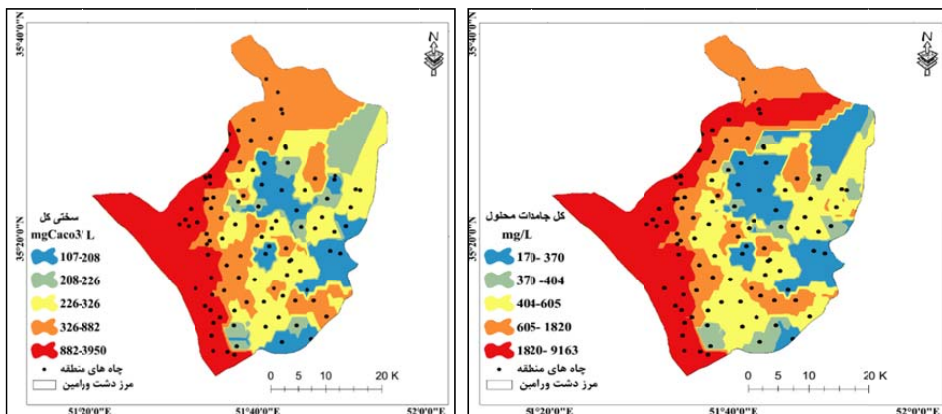 35°40'0"N
35°20'0"N
N
سختی کل
mgCaco3/ L
107-208
208-226
226-326
326-882
882-3950
چاه های منطقه
مرز دشت ورامین
0 5 10 20 K
51°20'0"E
51°40'0"E
52°0'0"E
35°40'0"N
35°20'0"N
N
کل جامدات محلول
mg/L
170- 370
370 -404
404-605
605- 1820
1820- 9163
چاه های منطقه
مرز دشت ورامین
0 5 10 20 K
51°20'0"E
51°40'0"E
52°0'0"E